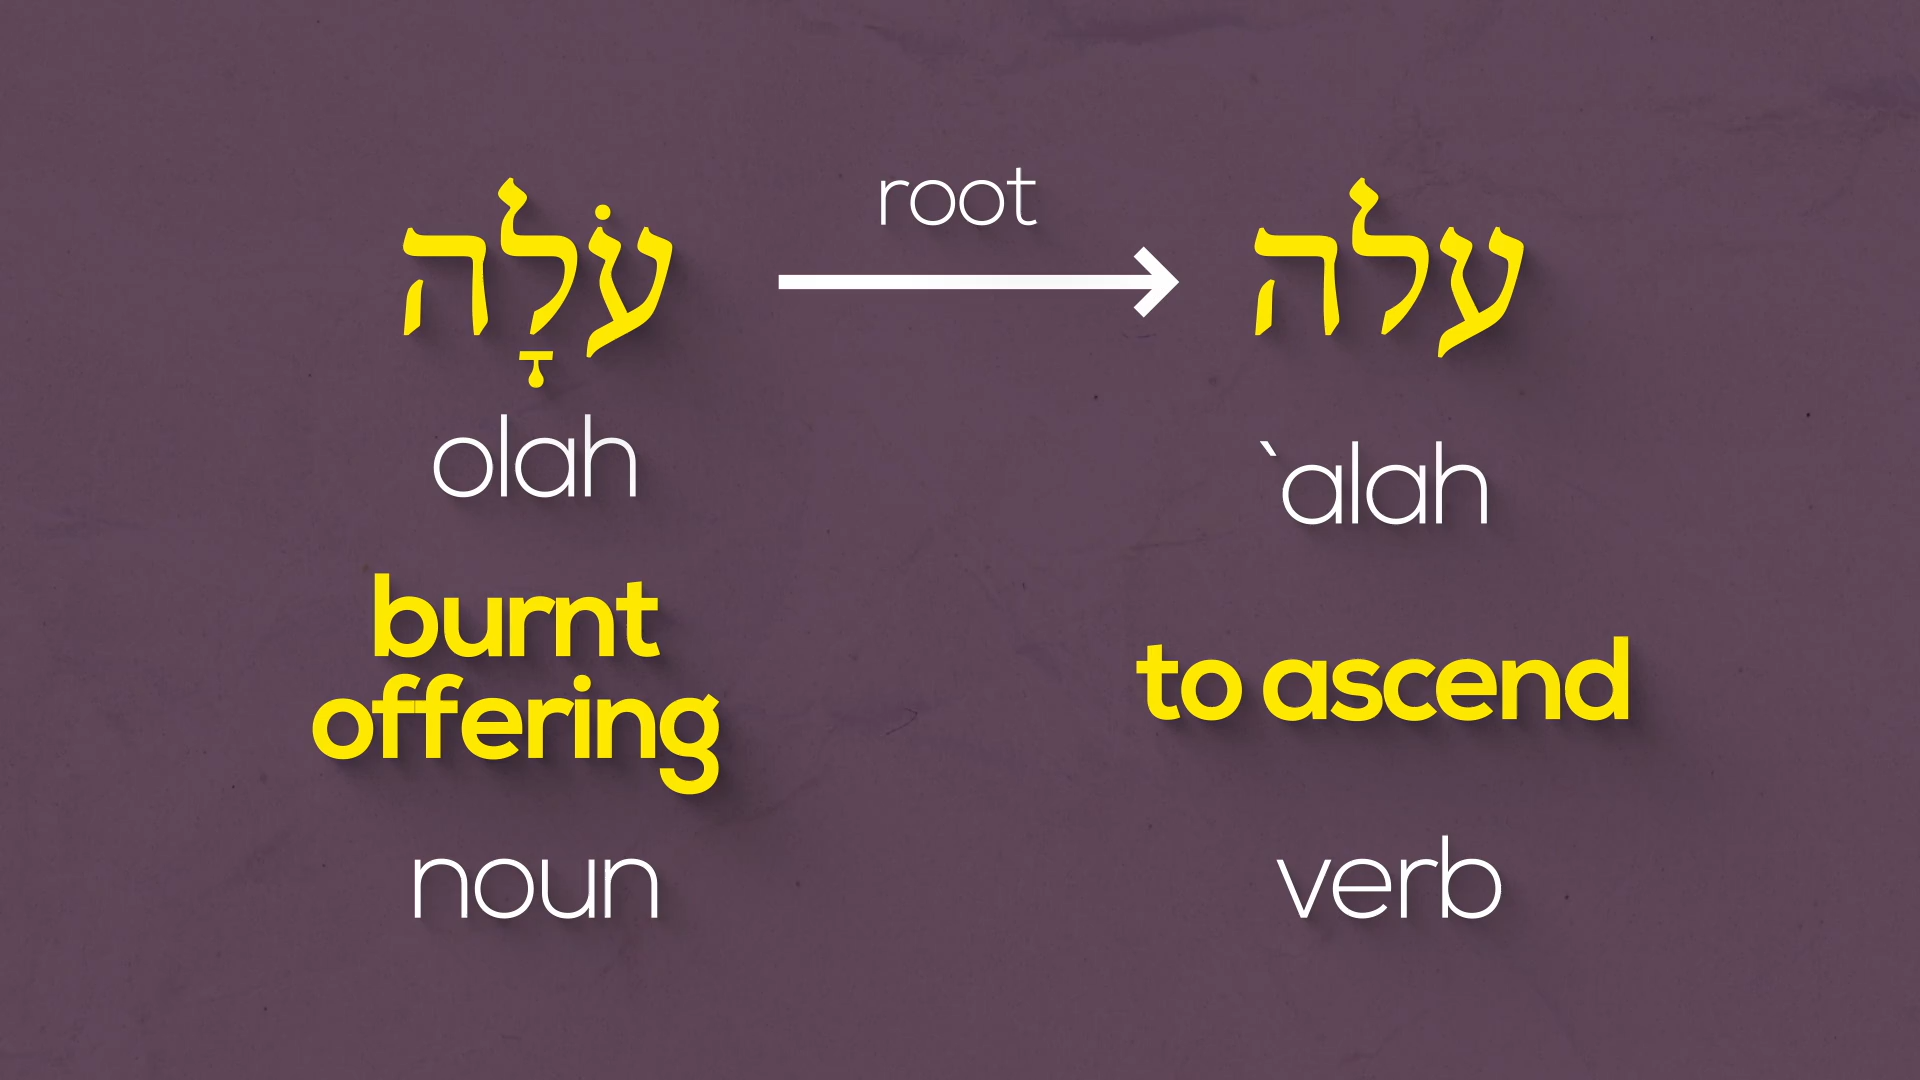 עֹלָה
root
עלה
olah
`alah
burnt
offering
to ascend
noun
verb